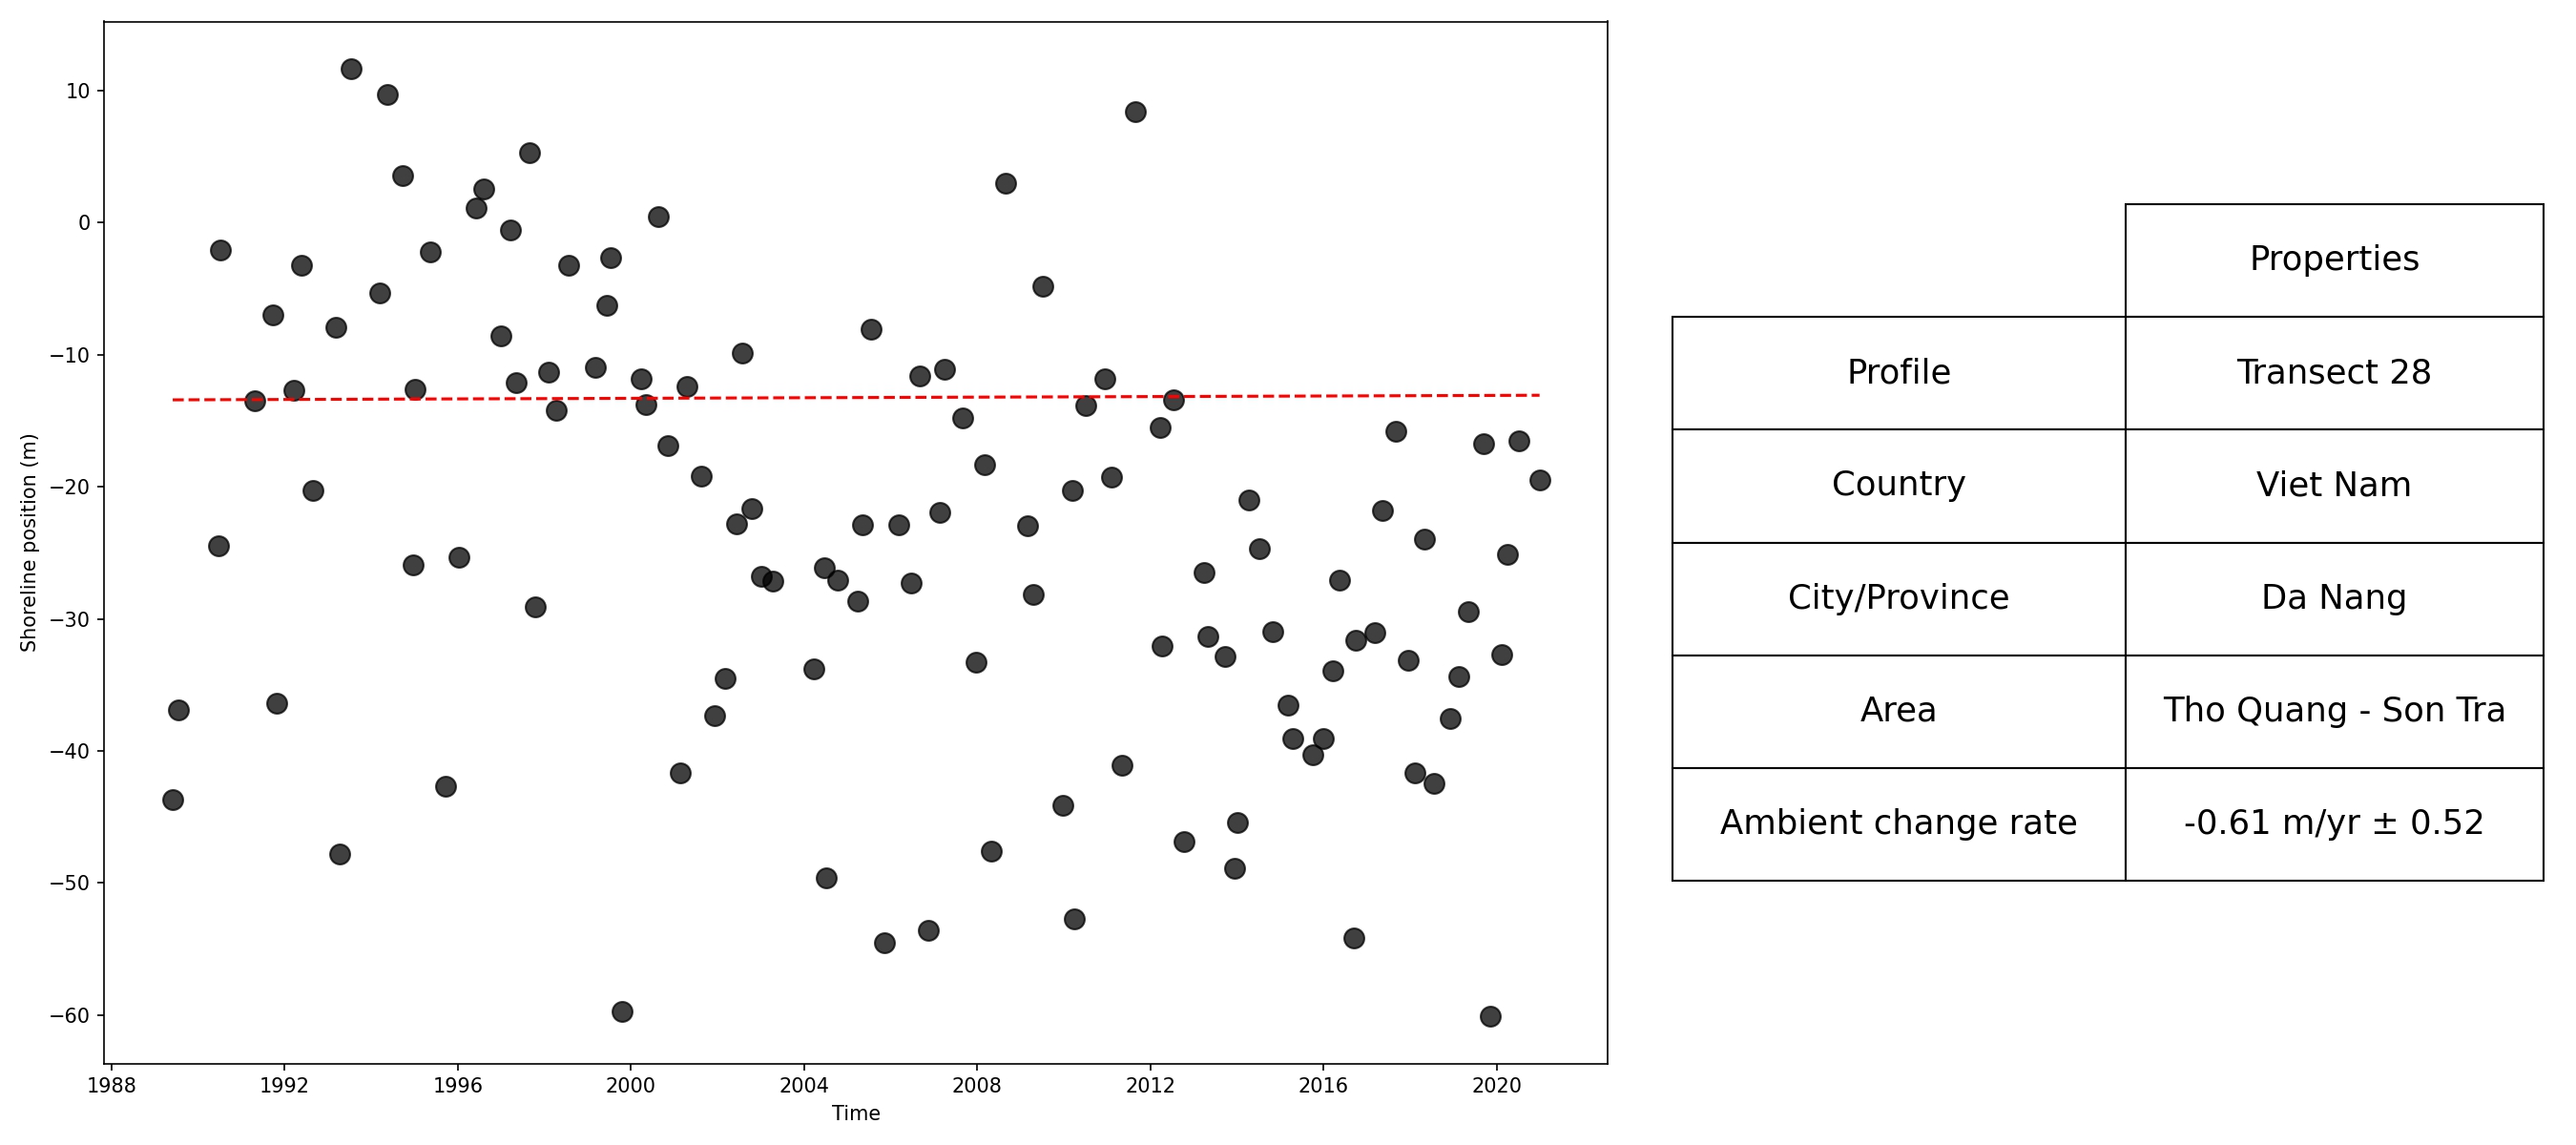 10
0
−10
−20
−30
−40
−50
−60
Shoreline position (m)
1988 1992 1996 2000 2004 2008 2012 2016 2020
Time
Properties
Profile Transect 28
Country Viet Nam
City/Province Da Nang
Area Tho Quang - Son Tra
Ambient change rate -0.61 m/yr ± 0.52